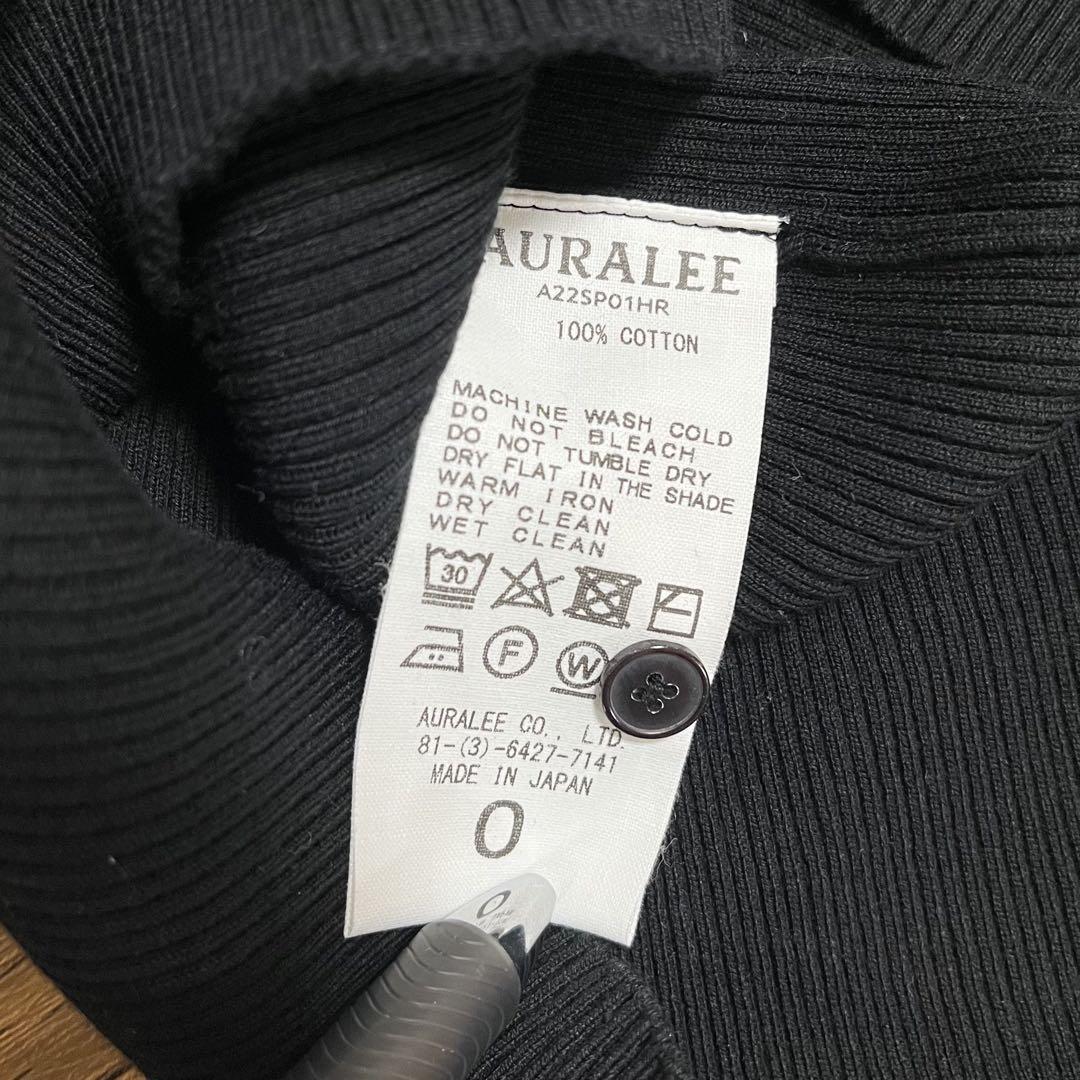 AURALEE
A22SP01HR
100% COTTON
MACHINE WASH COLD
DO NOT BLEACH
DO NOT TUMBLE DRY
DRY FLAT IN THE SHADE
WARM IRON
DRY CLEAN
WET CLEAN
30
F W
AURALEE CO., LTD.
81-(3)-6427-7141
MADE IN JAPAN
0